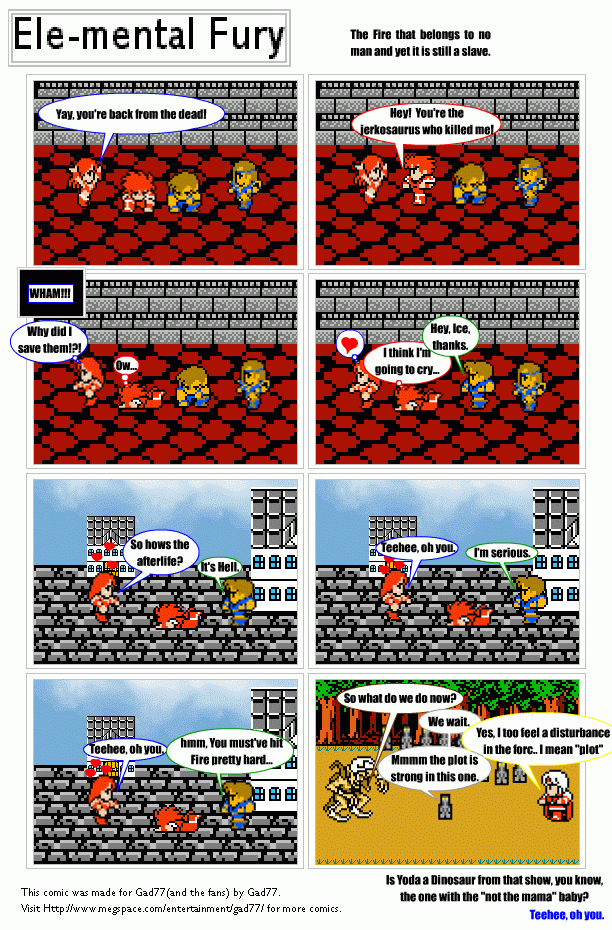 Ele-mental Fury
The Fire that belongs to no
man and yet it is still a slave.
Yay, you're back from the dead!
Hey! You're the
jerkosaurus who killed me!
WHAM!!!
Why did I
save them!?!
Ow...
I think I'm
going to cry...
Hey, Ice,
thanks.
So hows the
afterlife?
It's Hell.
Teehee, oh you.
I'm serious.
Teehee, oh you.
hmm, You must've hit
Fire pretty hard...
So what do we do now?
We wait.
Mmmm the plot is
strong in this one.
Yes, I too feel a disturbance
in the forc.. I mean "plot"
Is Yoda a Dinosaur from that show, you know,
the one with the "not the mama" baby?
Teehee, oh you.
This comic was made for Gad77(and the fans) by Gad77.
Visit Http://www.megspace.com/entertainment/gad77/ for more comics.